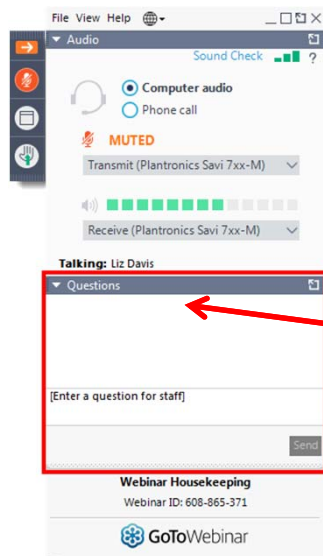 File View Help
Audio
Sound Check ?
Computer audio
Phone call
MUTED
Transmit (Plantronics Savi 7xx-M)
Receive (Plantronics Savi 7xx-M)
Talking: Liz Davis
Questions
[Enter a question for staff]
Send
Webinar Housekeeping
Webinar ID: 608-865-371
GoToWebinar